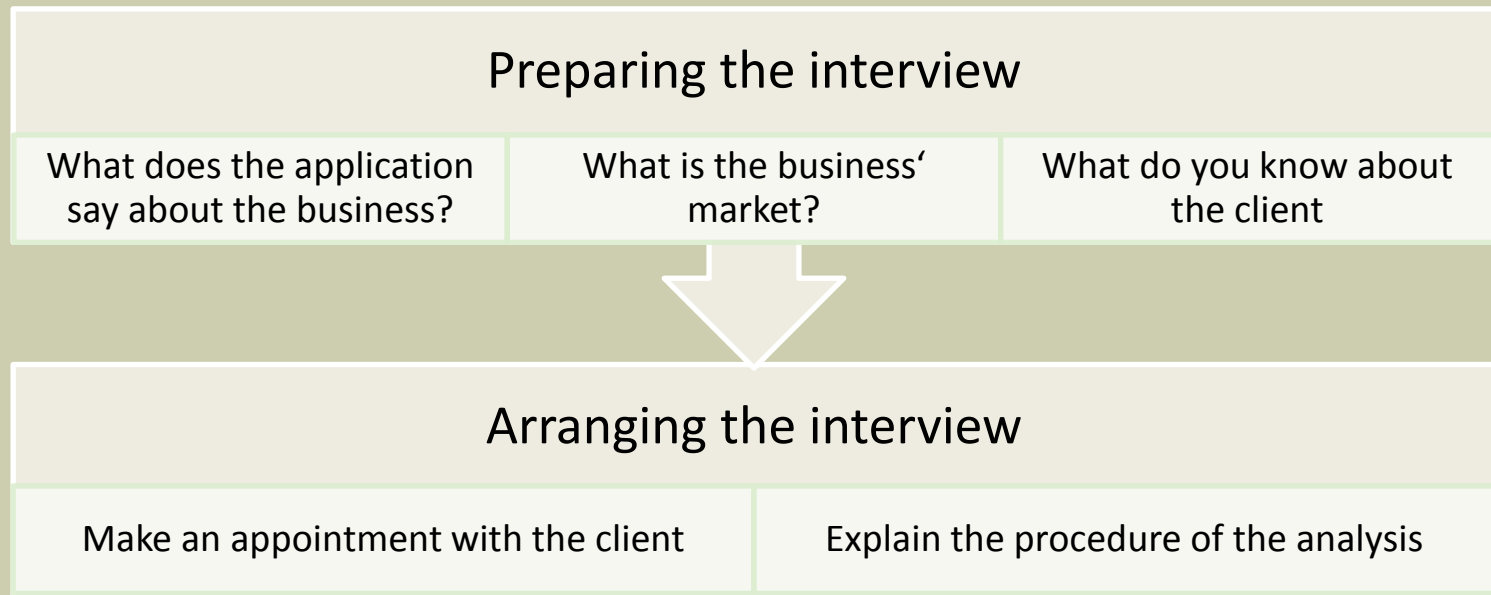 Preparing the interview
What does the application
say about the business?
What is the business‘
market?
What do you know about
the client
Arranging the interview
Make an appointment with the client
Explain the procedure of the analysis